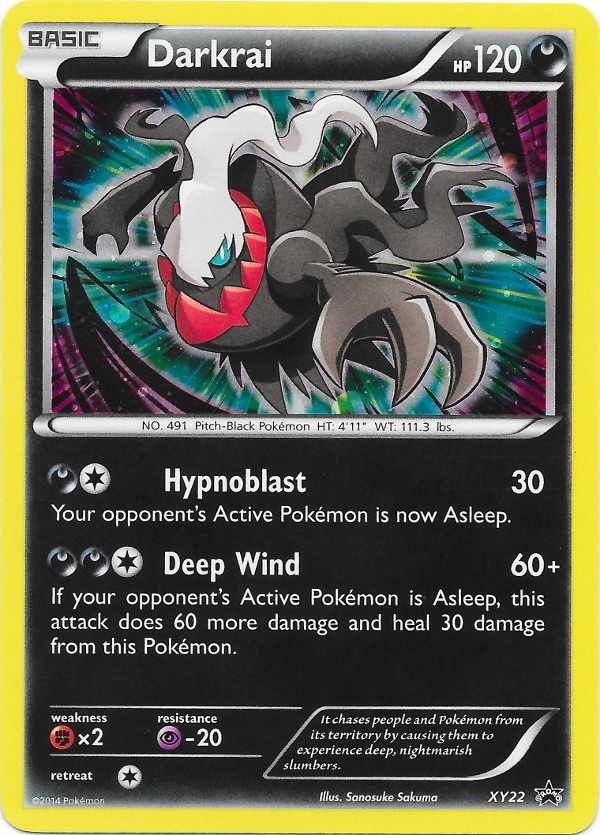 BASIC
Darkrai
HP 120
NO. 491 Pitch-Black Pokémon HT: 4'11" WT: 111.3 lbs.
Hypnoblast 30
Your opponent's Active Pokémon is now Asleep.
Deep Wind 60+
If your opponent's Active Pokémon is Asleep, this
attack does 60 more damage and heal 30 damage
from this Pokémon.
weakness
×2
resistance
-20
retreat
It chases people and Pokémon from
its territory by causing them to
experience deep, nightmarish
slumbers.
©2014 Pokémon
Illus. Sanosuke Sakuma
XY22
PROMO